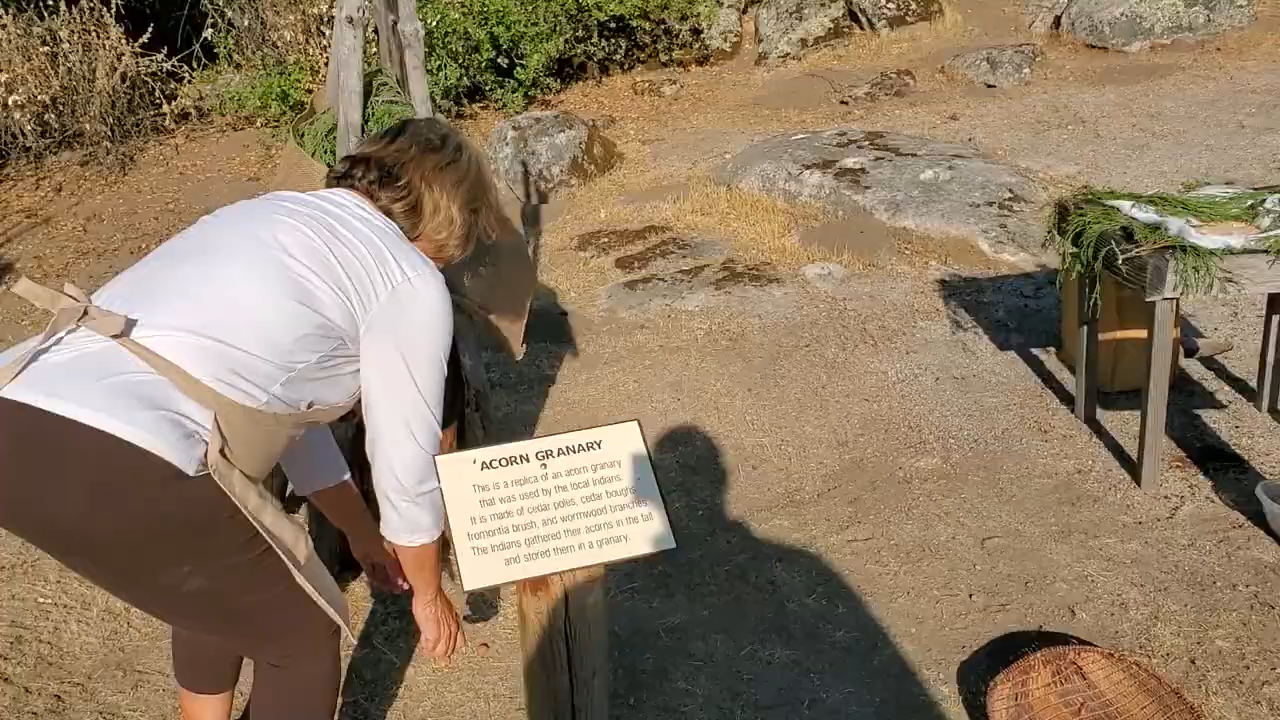 ACORN GRANARY
This is a replica of an acorn granary
that was used by the local Indians.
It is made of cedar poles, cedar boughs
fromontia brush, and wormwood branches
The Indians gathered their acorns in the fall
and stored them in a granary.